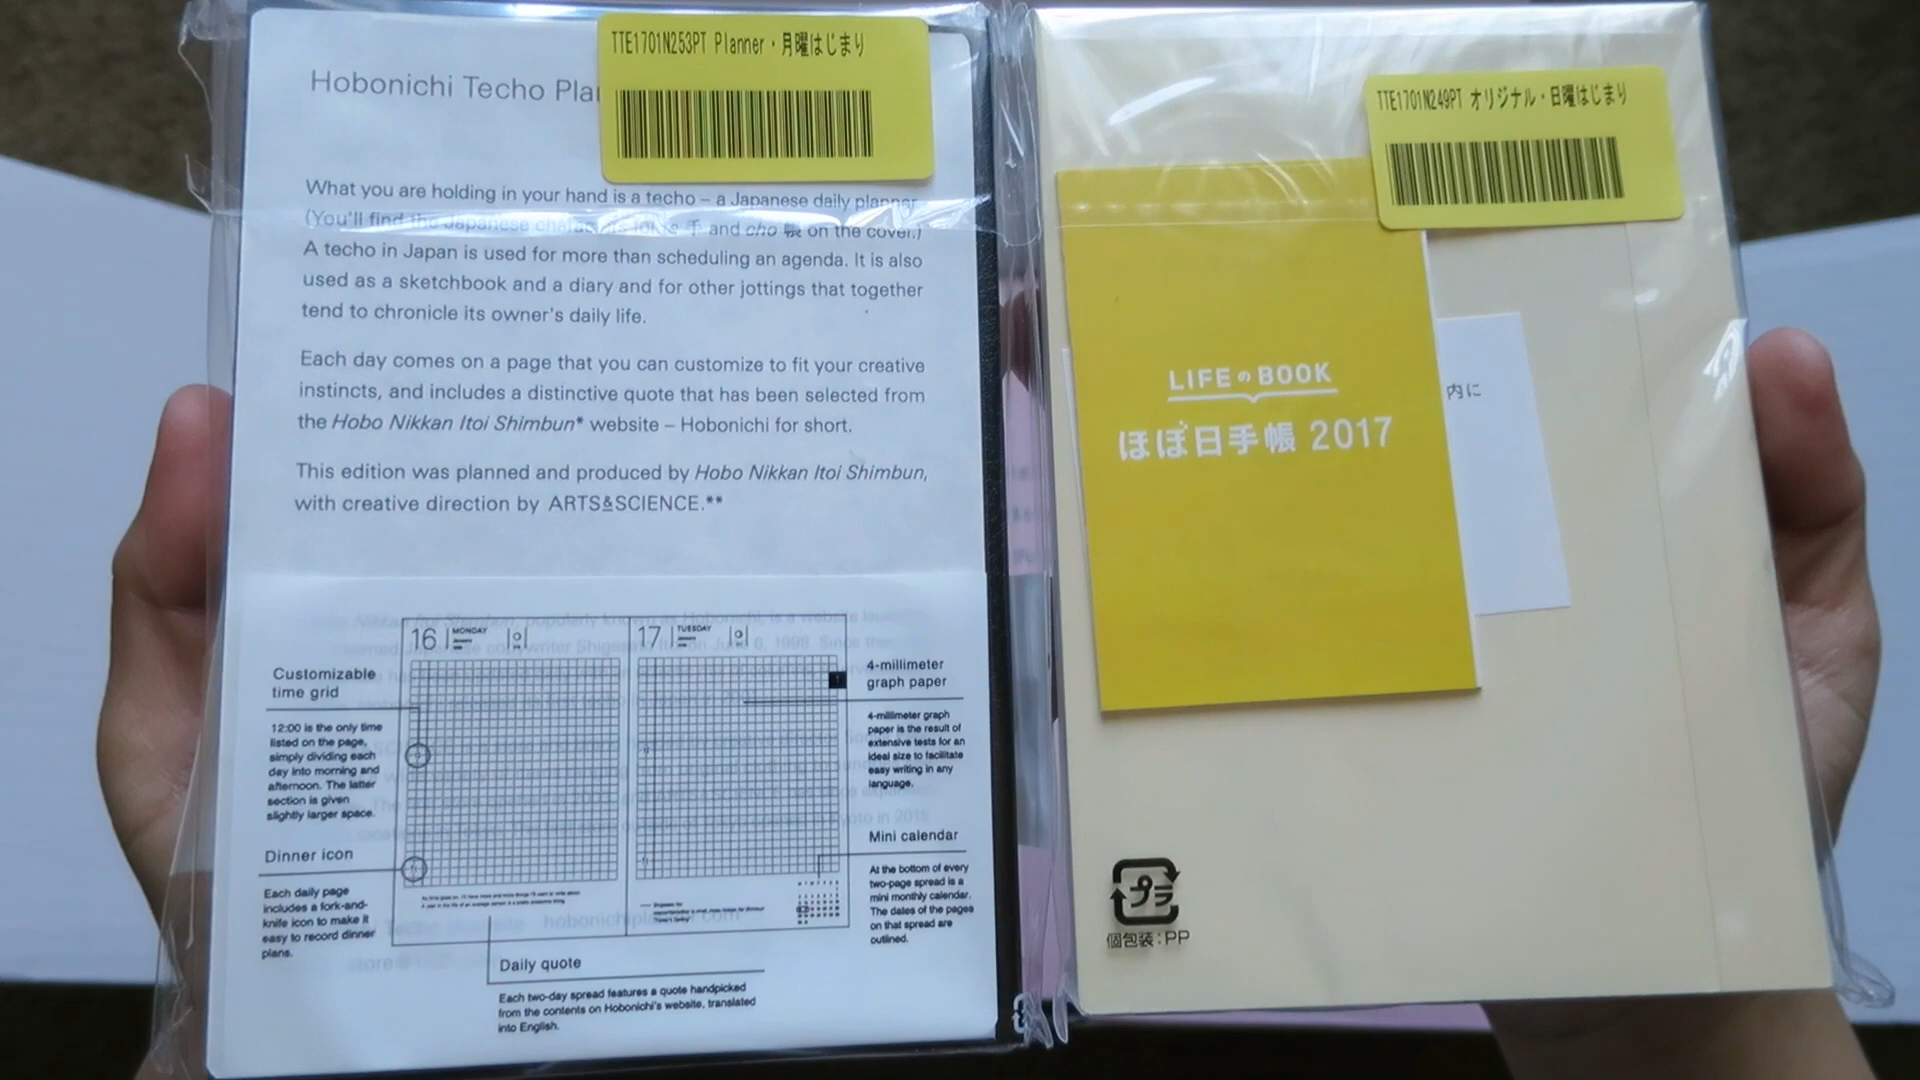 TTE1701N253PT Planner・月曜はじまり
Hobonichi Techo
What you are holding in your hand is a techo – a Japanese daily planner
(You'll find the Japanese 手 and cho 帳 on the cover.)
A techo in Japan is used for more than scheduling an agenda. It is also
used as a sketchbook and a diary and for other jottings that together
tend to chronicle its owner's daily life.
Each day comes on a page that you can customize to fit your creative
instincts, and includes a distinctive quote that has been selected from
the Hobo Nikkan Itoi Shimbun* website – Hobonichi for short.
This edition was planned and produced by Hobo Nikkan Itoi Shimbun,
with creative direction by ARTS&SCIENCE.**
16 MONDAY
17 TUESDAY
Customizable
time grid
12:00 is the only time
listed on the page,
simply dividing each
day into morning and
afternoon. The latter
section is given
slightly larger space.
Dinner icon
Each daily page
includes a fork-and-
knife icon to make it
easy to record dinner
plans.
4-millimeter
graph paper
4-millimeter graph
paper is the result of
extensive tests for an
ideal size to facilitate
easy writing in any
language.
Mini calendar
At the bottom of every
two-page spread is a
mini monthly calendar.
The dates of the pages
on that spread are
outlined.
Daily quote
Each two-day spread features a quote handpicked
from the contents on Hobonichi's website, translated
into English.
TTE1701N249PT オリジナル・日曜はじまり
LIFEのBOOK
ほぼ日手帳 2017
内に
プラ
個包装:PP